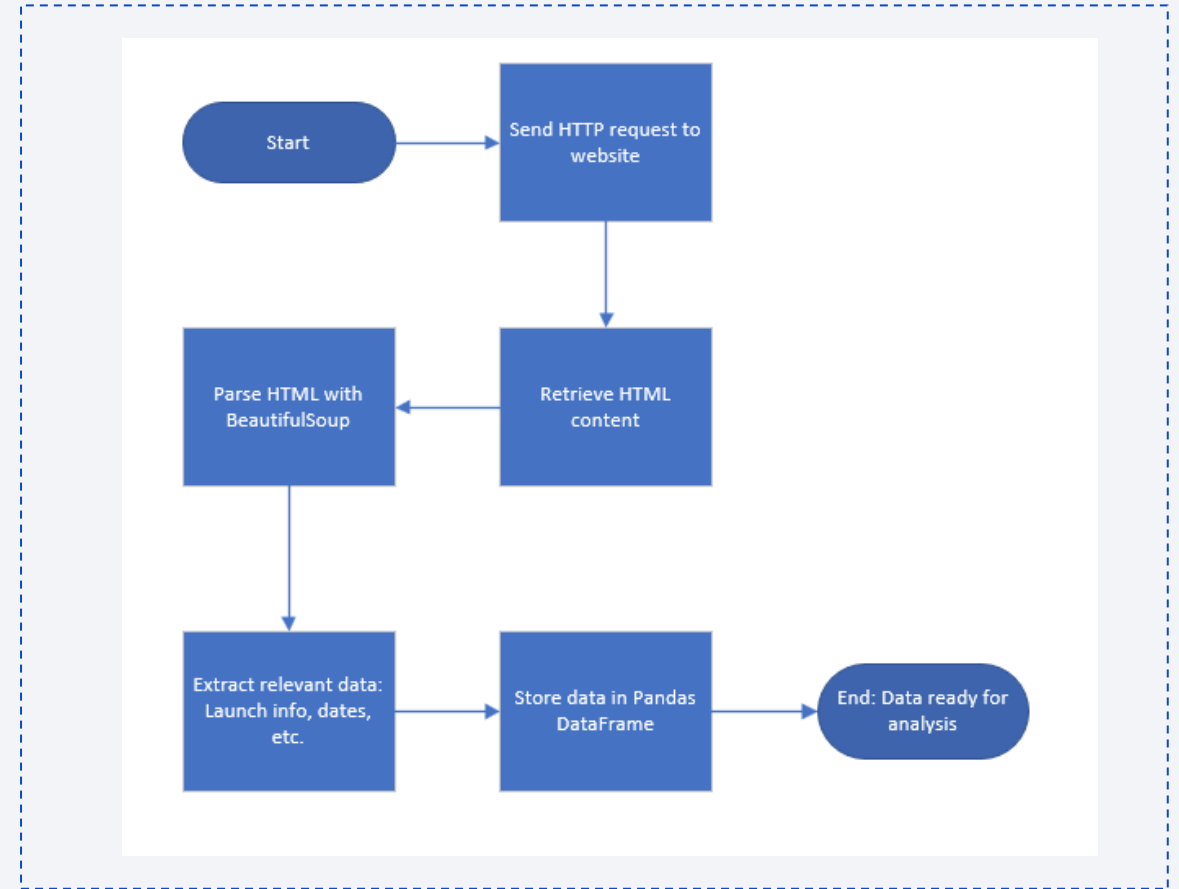 Start
Send HTTP request to
website
Retrieve HTML
content
Parse HTML with
BeautifulSoup
Extract relevant data:
Launch info, dates,
etc.
Store data in Pandas
DataFrame
End: Data ready for
analysis